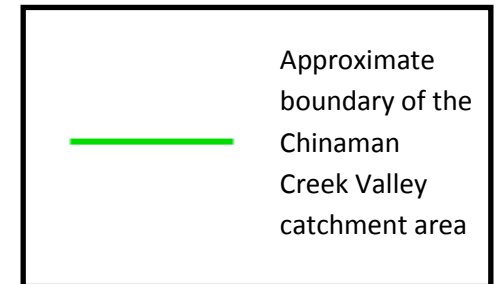 Approximate
boundary of the
Chinaman
Creek Valley
catchment area